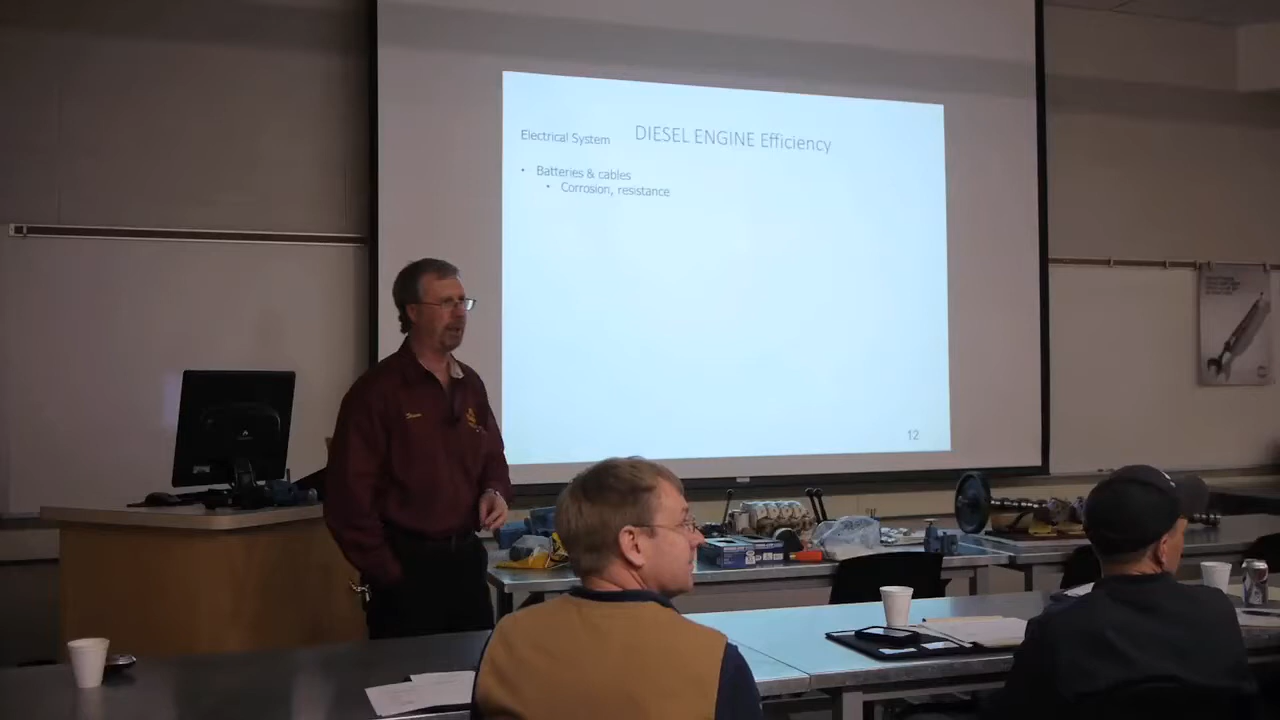 DIESEL ENGINE Efficiency
Electrical System
• Batteries & cables
• Corrosion, resistance
12